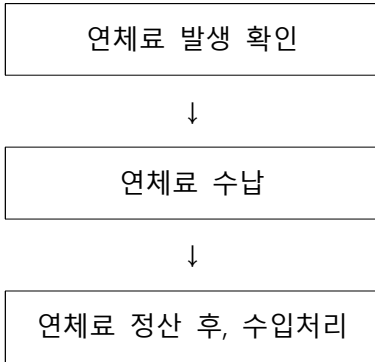 연체료 발생 확인
↓
연체료 수납
↓
연체료 정산 후, 수입처리